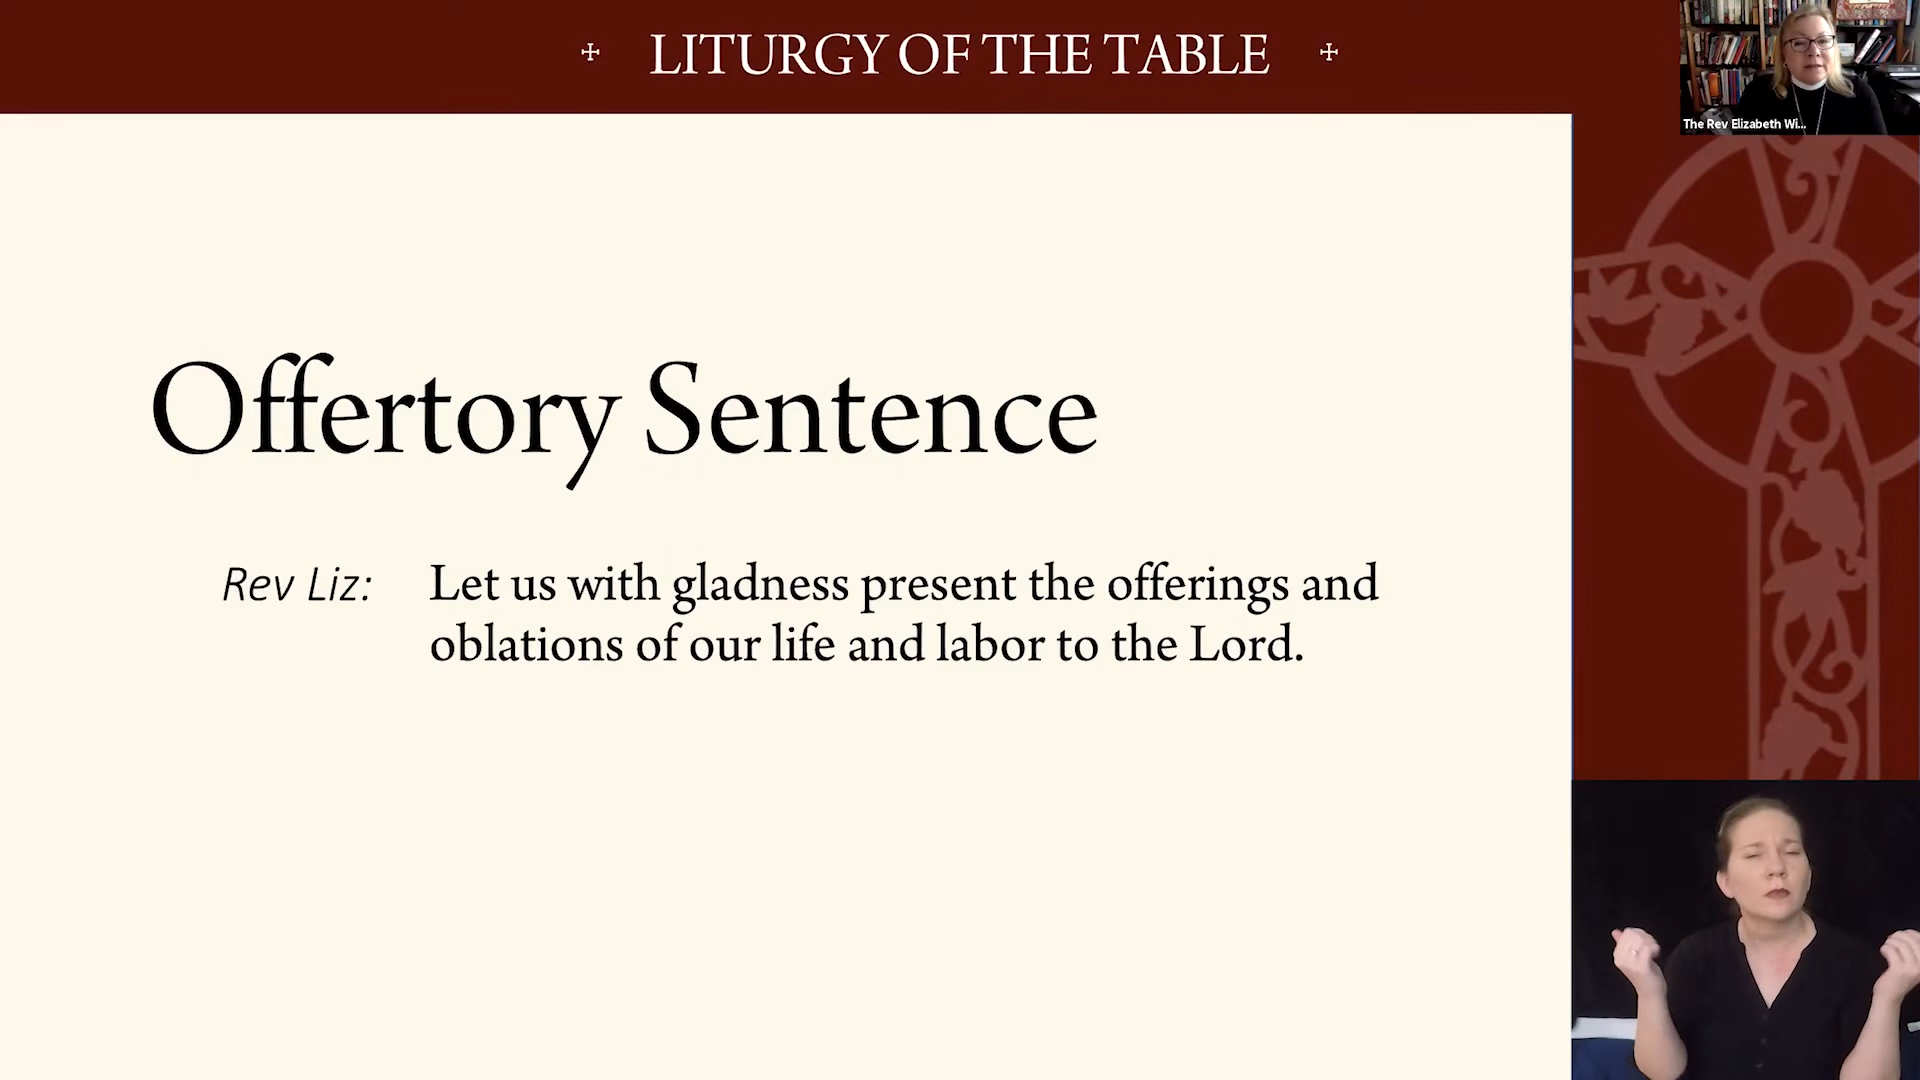 LITURGY OF THE TABLE
The Rev Elizabeth Wi...
Offertory Sentence
Rev Liz: Let us with gladness present the offerings and
oblations of our life and labor to the Lord.